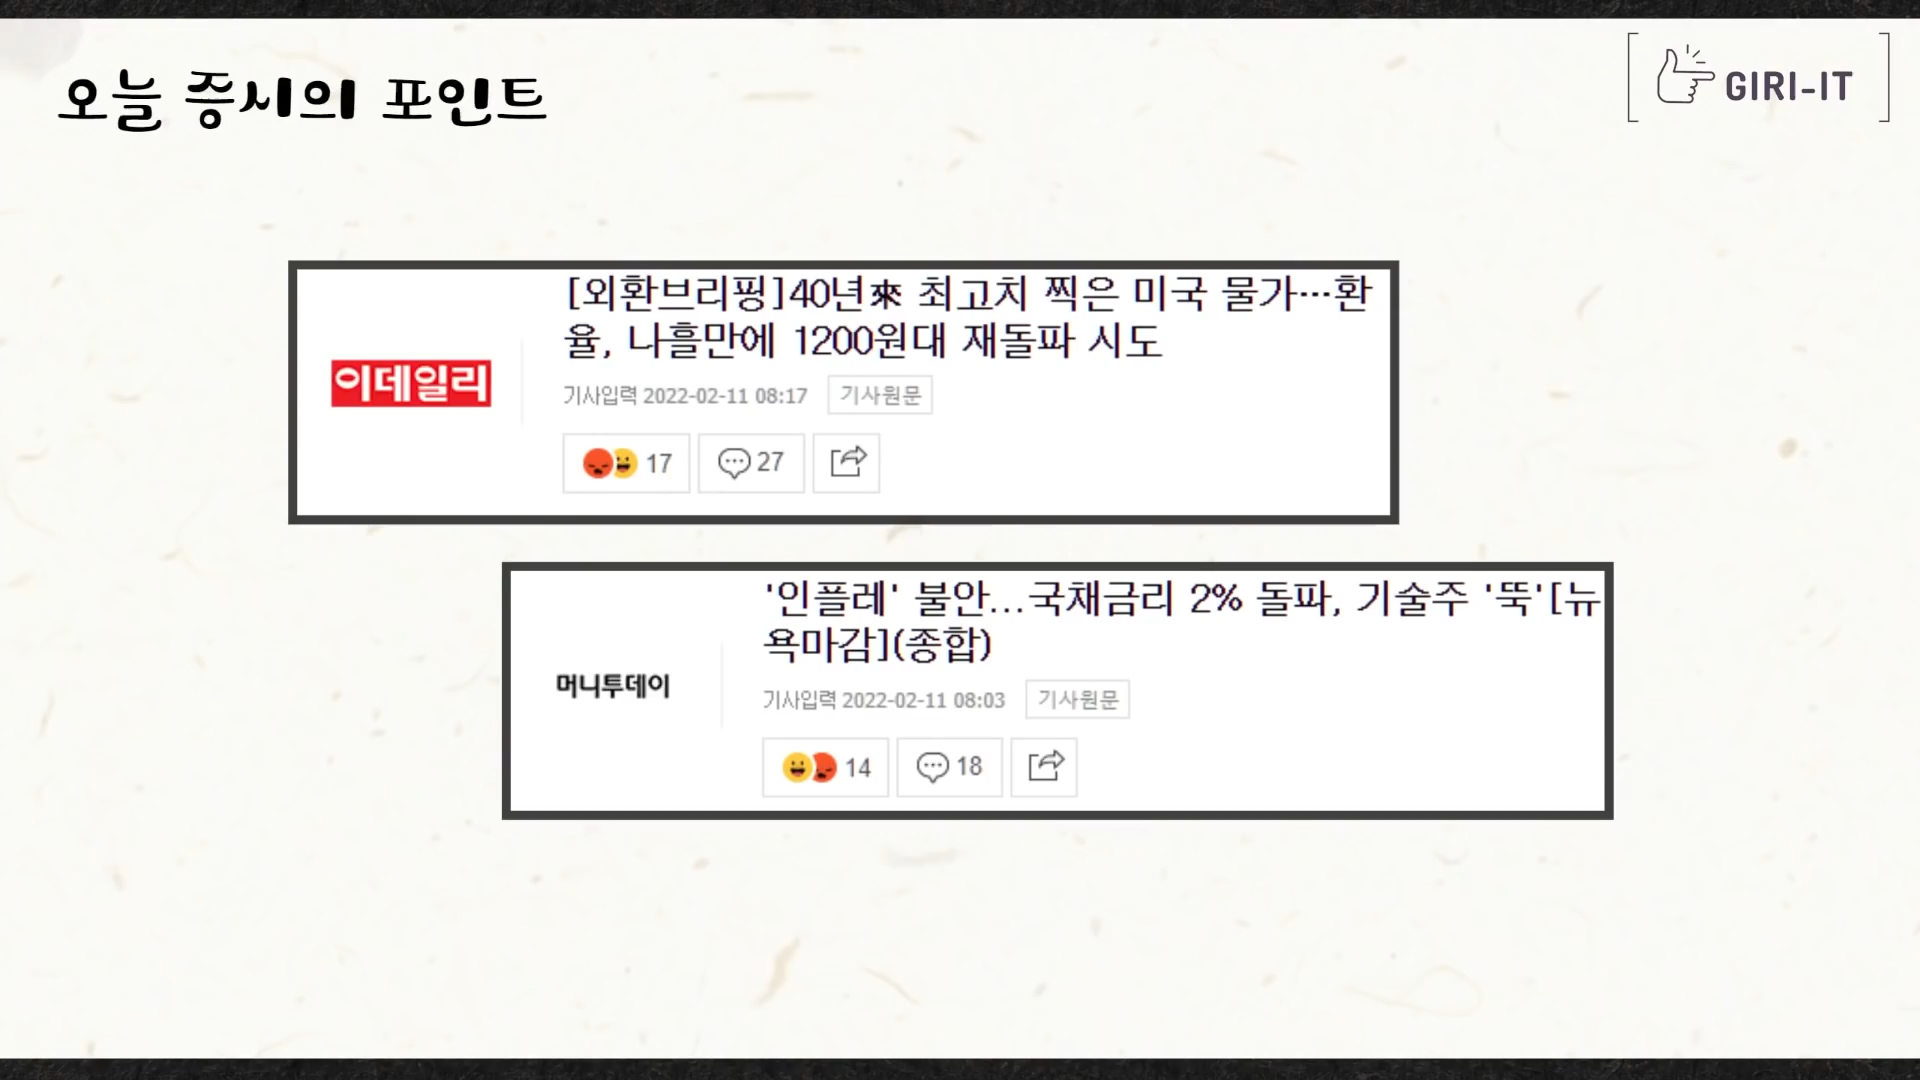 오늘 증시의 포인트
GIRI-IT
이데일리
[외환브리핑]40년來 최고치 찍은 미국 물가…환
율, 나흘만에 1200원대 재돌파 시도
기사입력 2022-02-11 08:17 기사원문
17 27
머니투데이
'인플레' 불안...국채금리 2% 돌파, 기술주 '뚝'[뉴
욕마감](종합)
기사입력 2022-02-11 08:03 기사원문
14 18